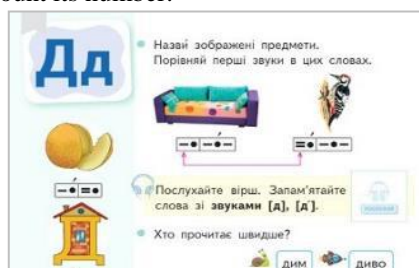 Дд
Назви зображені предмети.
Порівняй перші звуки в цих словах.
Послухайте вірш. Запам'ятайте
слова зі звуками [д], [д′].
Хто прочитає швидше?
дим
диво